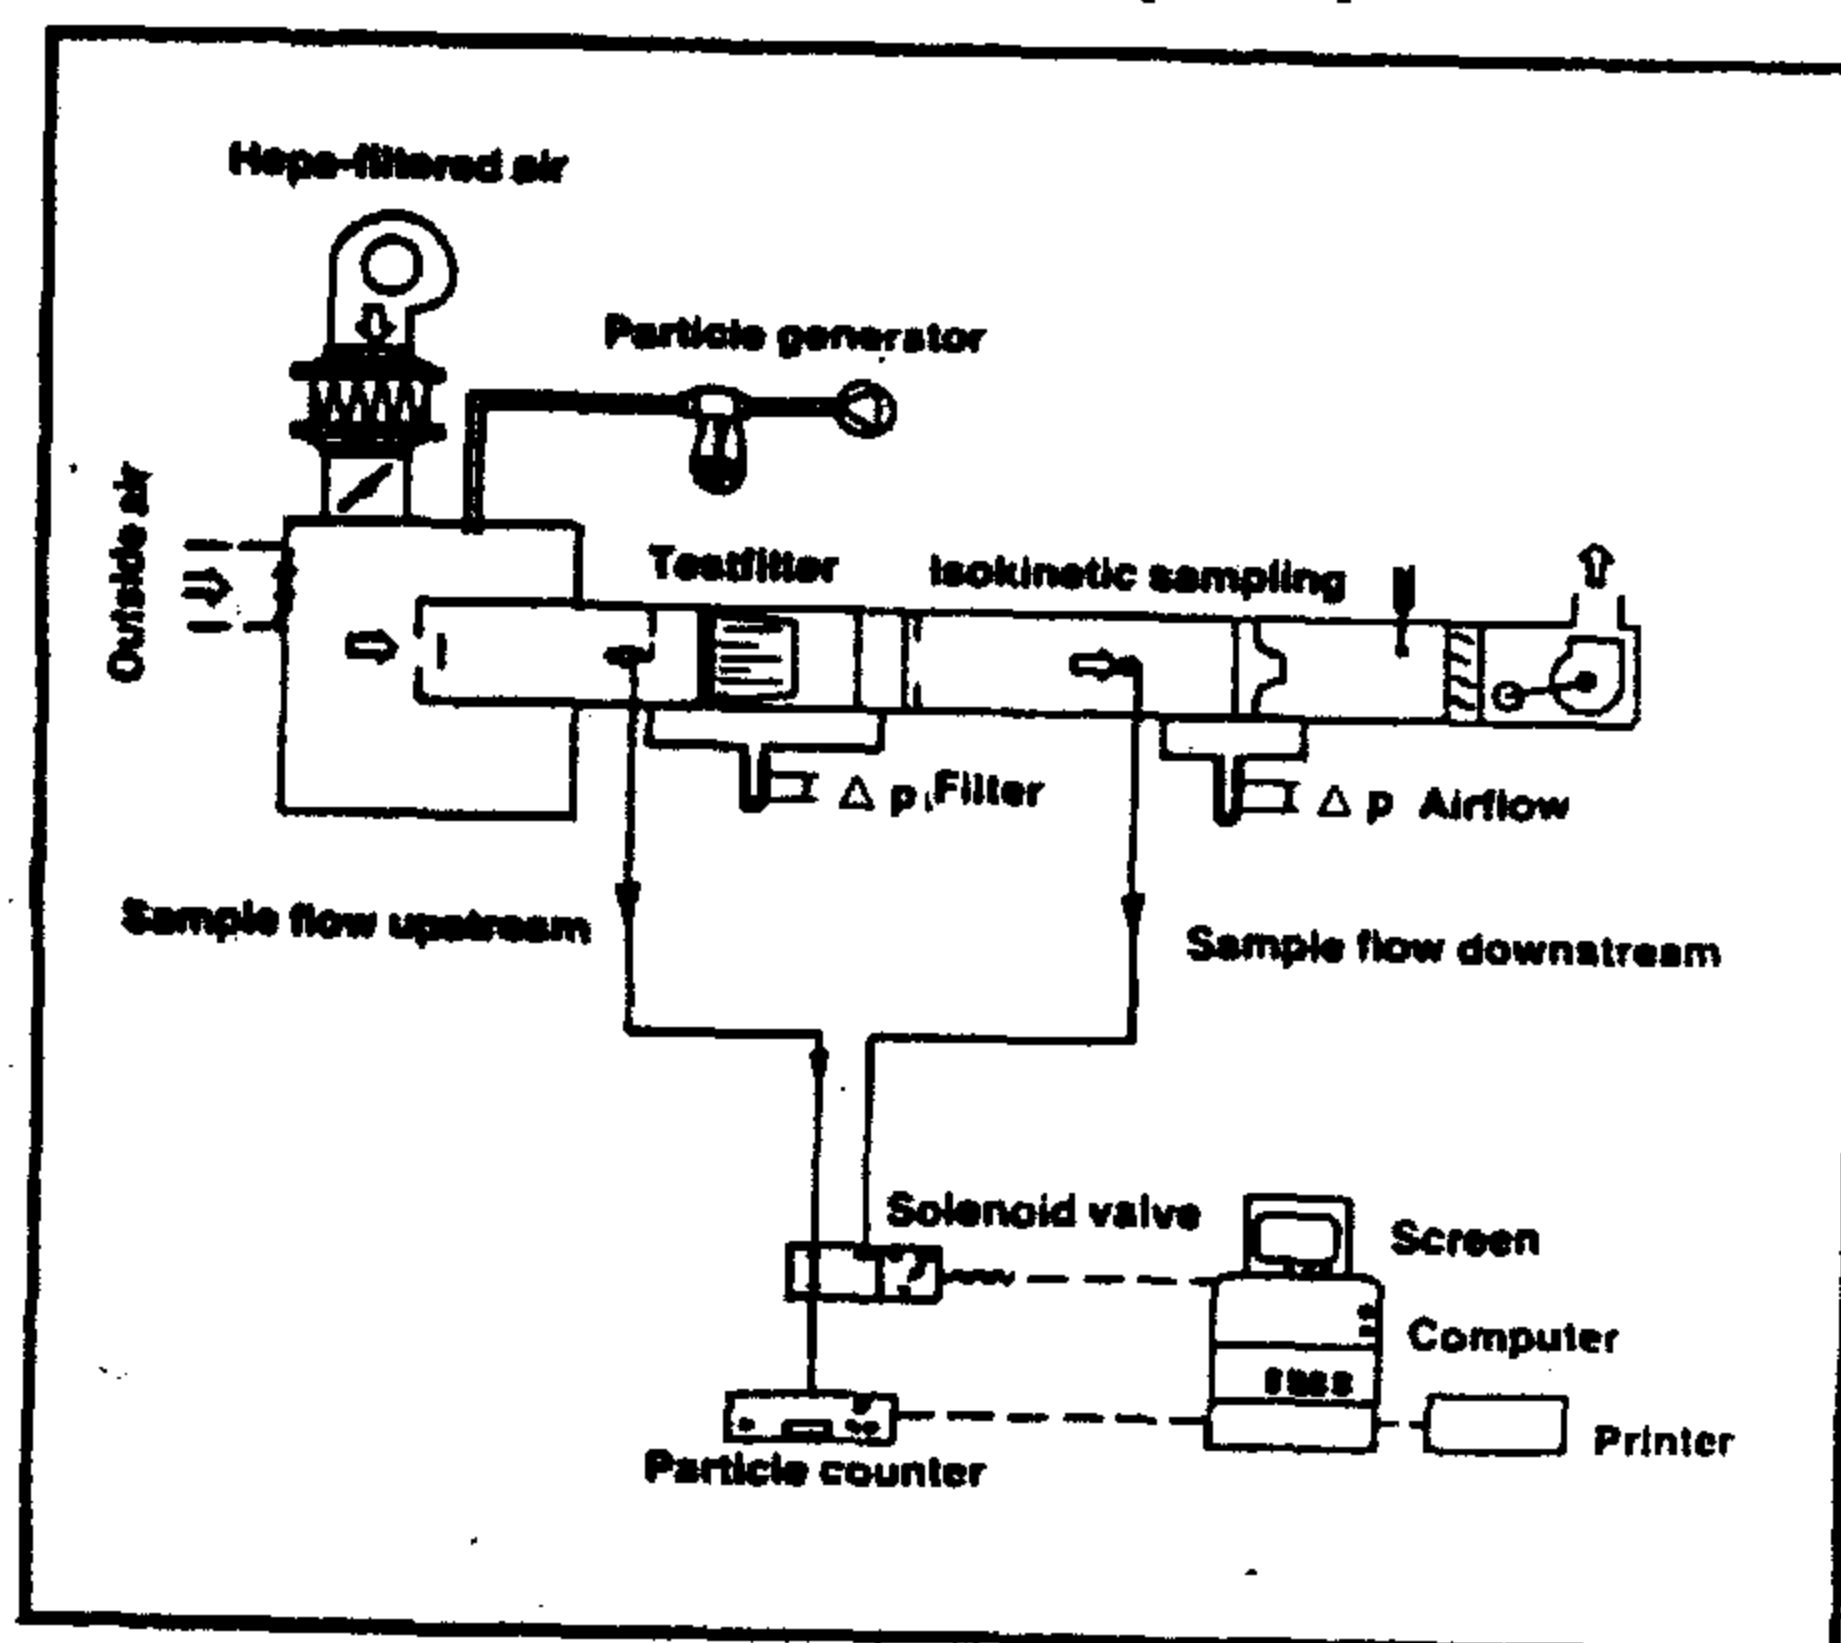 Hepa-filtered air
Particle generator
Outside air
Testfilter
Isokinetic sampling
Δ p Filter
Δ p Airflow
Sample flow upstream
Sample flow downstream
Solenoid valve
Screen
Computer
Particle counter
Printer